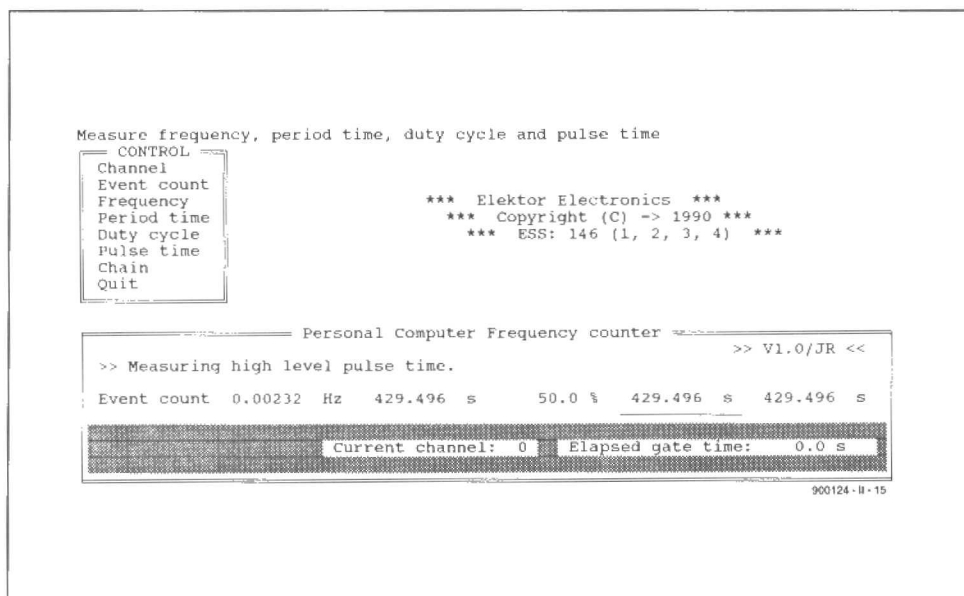 Measure frequency, period time, duty cycle and pulse time
CONTROL
Channel
Event count
Frequency
Period time
Duty cycle
Pulse time
Chain
Quit
*** Elektor Electronics ***
*** Copyright (C) -> 1990 ***
*** ESS: 146 (1, 2, 3, 4) ***
Personal Computer Frequency counter
>> V1.0/JR <<
>> Measuring high level pulse time.
Event count 0.00232 Hz 429.496 s 50.0 % 429.496 s 429.496 s
Current channel: 0 Elapsed gate time: 0.0 s
900124 - II - 15